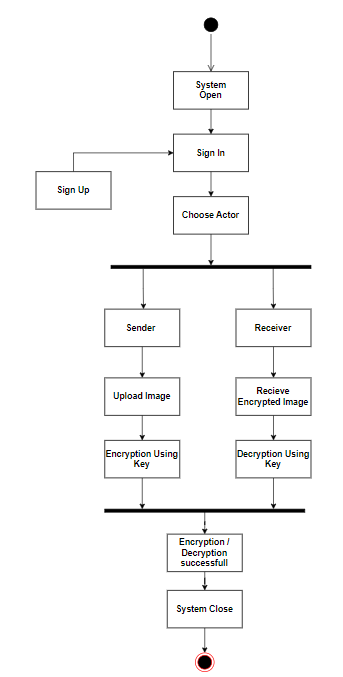 System
Open
Sign In
Sign Up
Choose Actor
Sender
Receiver
Upload Image
Recieve
Encrypted Image
Encryption Using
Key
Decryption Using
Key
Encryption /
Decryption
successfull
System Close